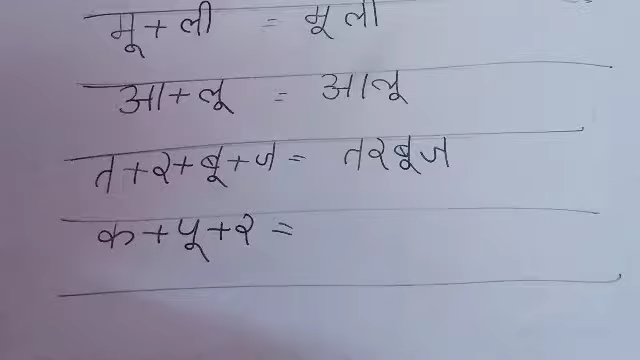 मू+ली = मूली
आ+लू = आलू
त+र+बू+ज = तरबूज
क+पू+र =